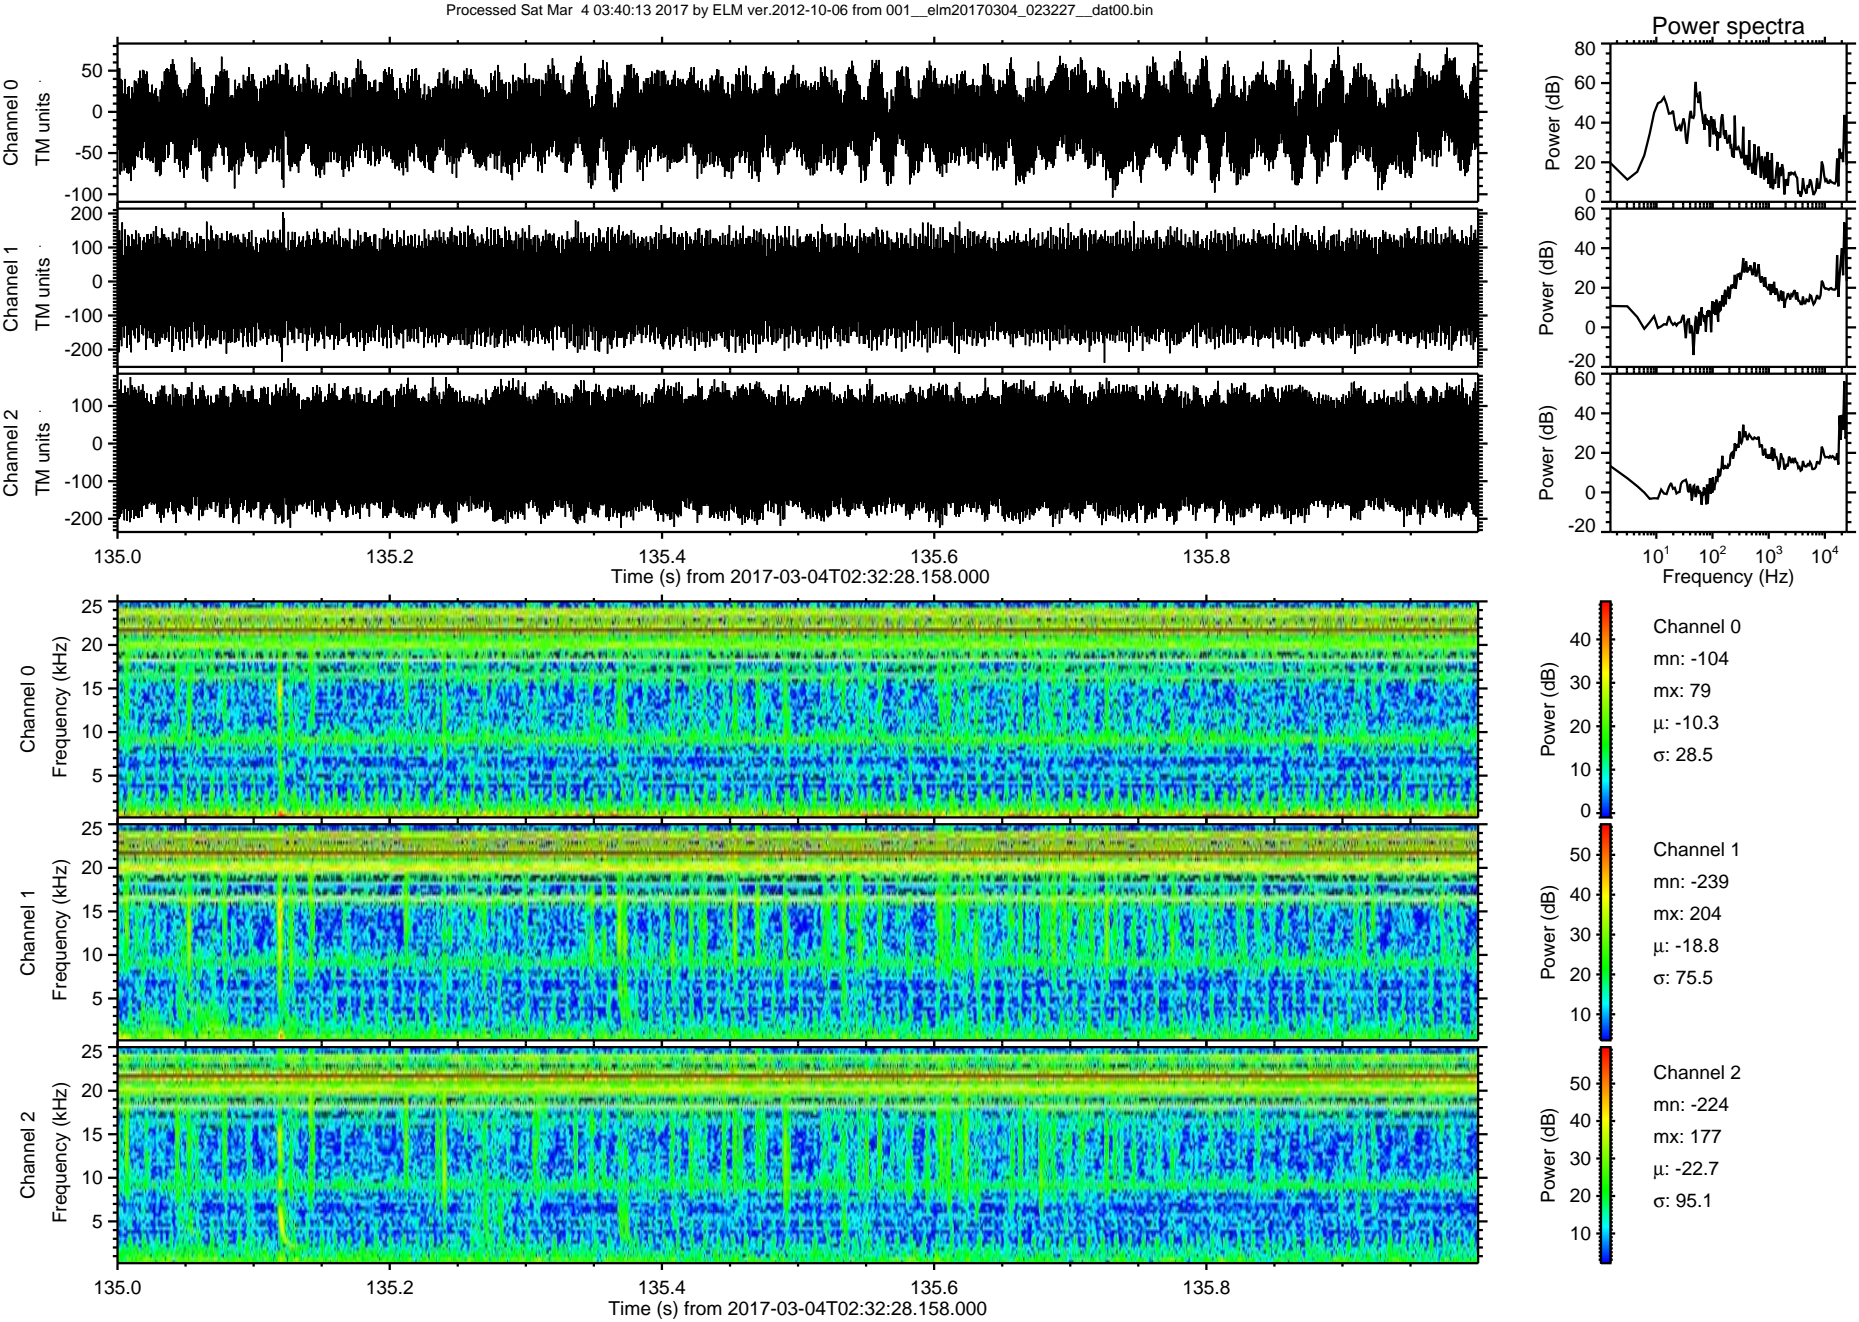 Processed Sat Mar  4 03:40:13 2017 by ELM ver.2012-10-06 from 001__elm20170304_023227__dat00.bin
Power spectra
Channel 0
TM units
50
0
-50
-100
Power (dB)
80
60
40
20
0
Channel 1
TM units
200
100
0
-100
-200
Power (dB)
60
40
20
0
-20
Channel 2
TM units
100
0
-100
-200
Power (dB)
60
40
20
0
-20
135.0 135.2 135.4 135.6 135.8
Time (s) from 2017-03-04T02:32:28.158.000
10^1 10^2 10^3 10^4
Frequency (Hz)
Channel 0
Frequency (kHz)
25
20
15
10
5
Power (dB)
40
30
20
10
0
Channel 0
mn: -104
mx: 79
μ: -10.3
σ: 28.5
Channel 1
Frequency (kHz)
25
20
15
10
5
Power (dB)
50
40
30
20
10
Channel 1
mn: -239
mx: 204
μ: -18.8
σ: 75.5
Channel 2
Frequency (kHz)
25
20
15
10
5
Power (dB)
50
40
30
20
10
Channel 2
mn: -224
mx: 177
μ: -22.7
σ: 95.1
135.0 135.2 135.4 135.6 135.8
Time (s) from 2017-03-04T02:32:28.158.000